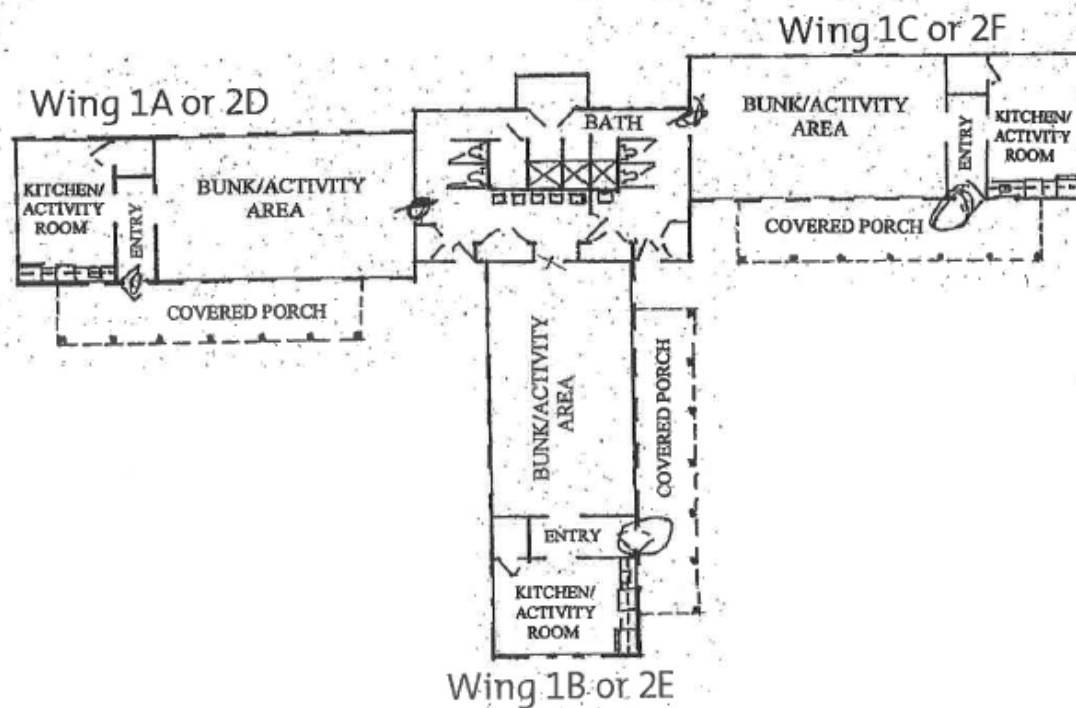 Wing 1C or 2F
Wing 1A or 2D
BATH
BUNK/ACTIVITY
AREA
ENTRY
KITCHEN/
ACTIVITY
ROOM
COVERED PORCH
KITCHEN/
ACTIVITY
ROOM
ENTRY
BUNK/ACTIVITY
AREA
COVERED PORCH
BUNK/ACTIVITY
AREA
COVERED PORCH
ENTRY
KITCHEN/
ACTIVITY
ROOM
Wing 1B or 2E